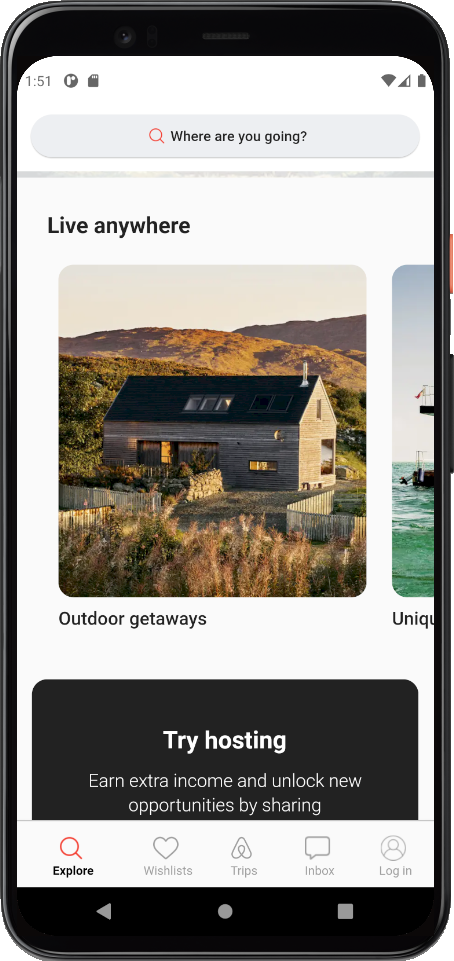 1:51
Where are you going?
Live anywhere
Outdoor getaways
Try hosting
Earn extra income and unlock new
opportunities by sharing
Explore
Wishlists
Trips
Inbox
Log in